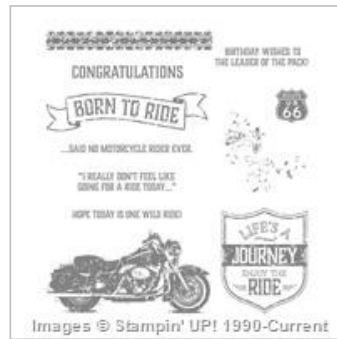 BIRTHDAY WISHES TO
THE LEADER OF THE PACK!
CONGRATULATIONS
BORN TO RIDE
66
...SAID NO MOTORCYCLE RIDER EVER.
"I REALLY DON'T FEEL LIKE
GOING FOR A RIDE TODAY..."
HOPE TODAY IS ONE WILD RIDE!
LIFE'S A
JOURNEY
ENJOY THE
RIDE
Images © Stampin' UP! 1990-Current